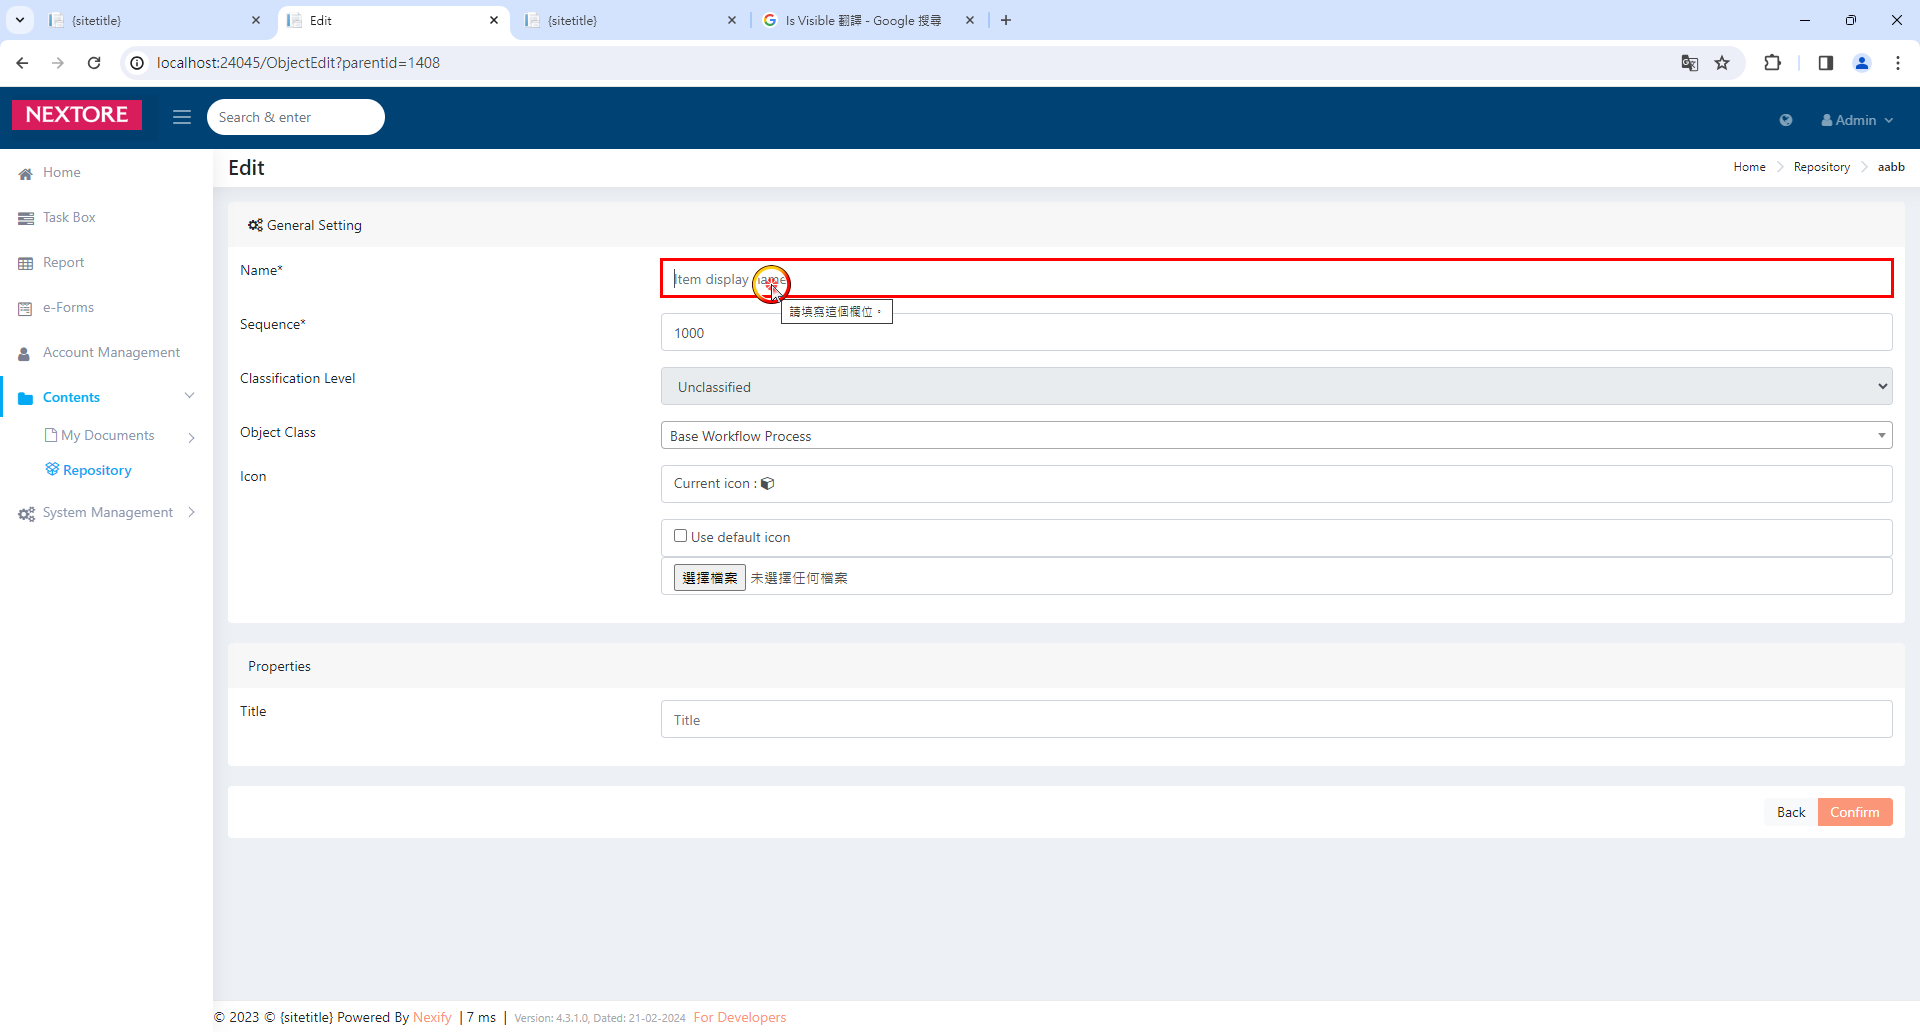 {sitetitle}
Edit
{sitetitle}
Is Visible 翻譯 - Google 搜尋
localhost:24045/ObjectEdit?parentid=1408
NEXTORE
Search & enter
Admin
Home
Task Box
Report
e-Forms
Account Management
Contents
My Documents
Repository
System Management
Edit
Home
Repository
aabb
General Setting
Name*
Item display name
請填寫這個欄位。
Sequence*
1000
Classification Level
Unclassified
Object Class
Base Workflow Process
Icon
Current icon :
Use default icon
選擇檔案 未選擇任何檔案
Properties
Title
Title
Back
Confirm
© 2023 © {sitetitle} Powered By Nexify | 7 ms | Version: 4.3.1.0, Dated: 21-02-2024 For Developers